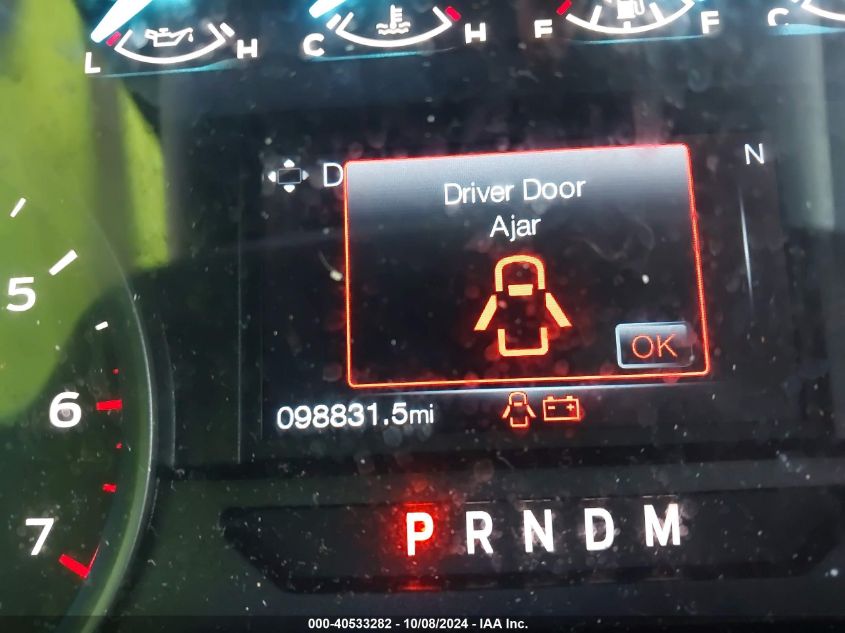 L H C H E F C
D N
Driver Door
Ajar
5
OK
6
098831.5mi
7
P R N D M
000-40533282 - 10/08/2024 - IAA Inc.